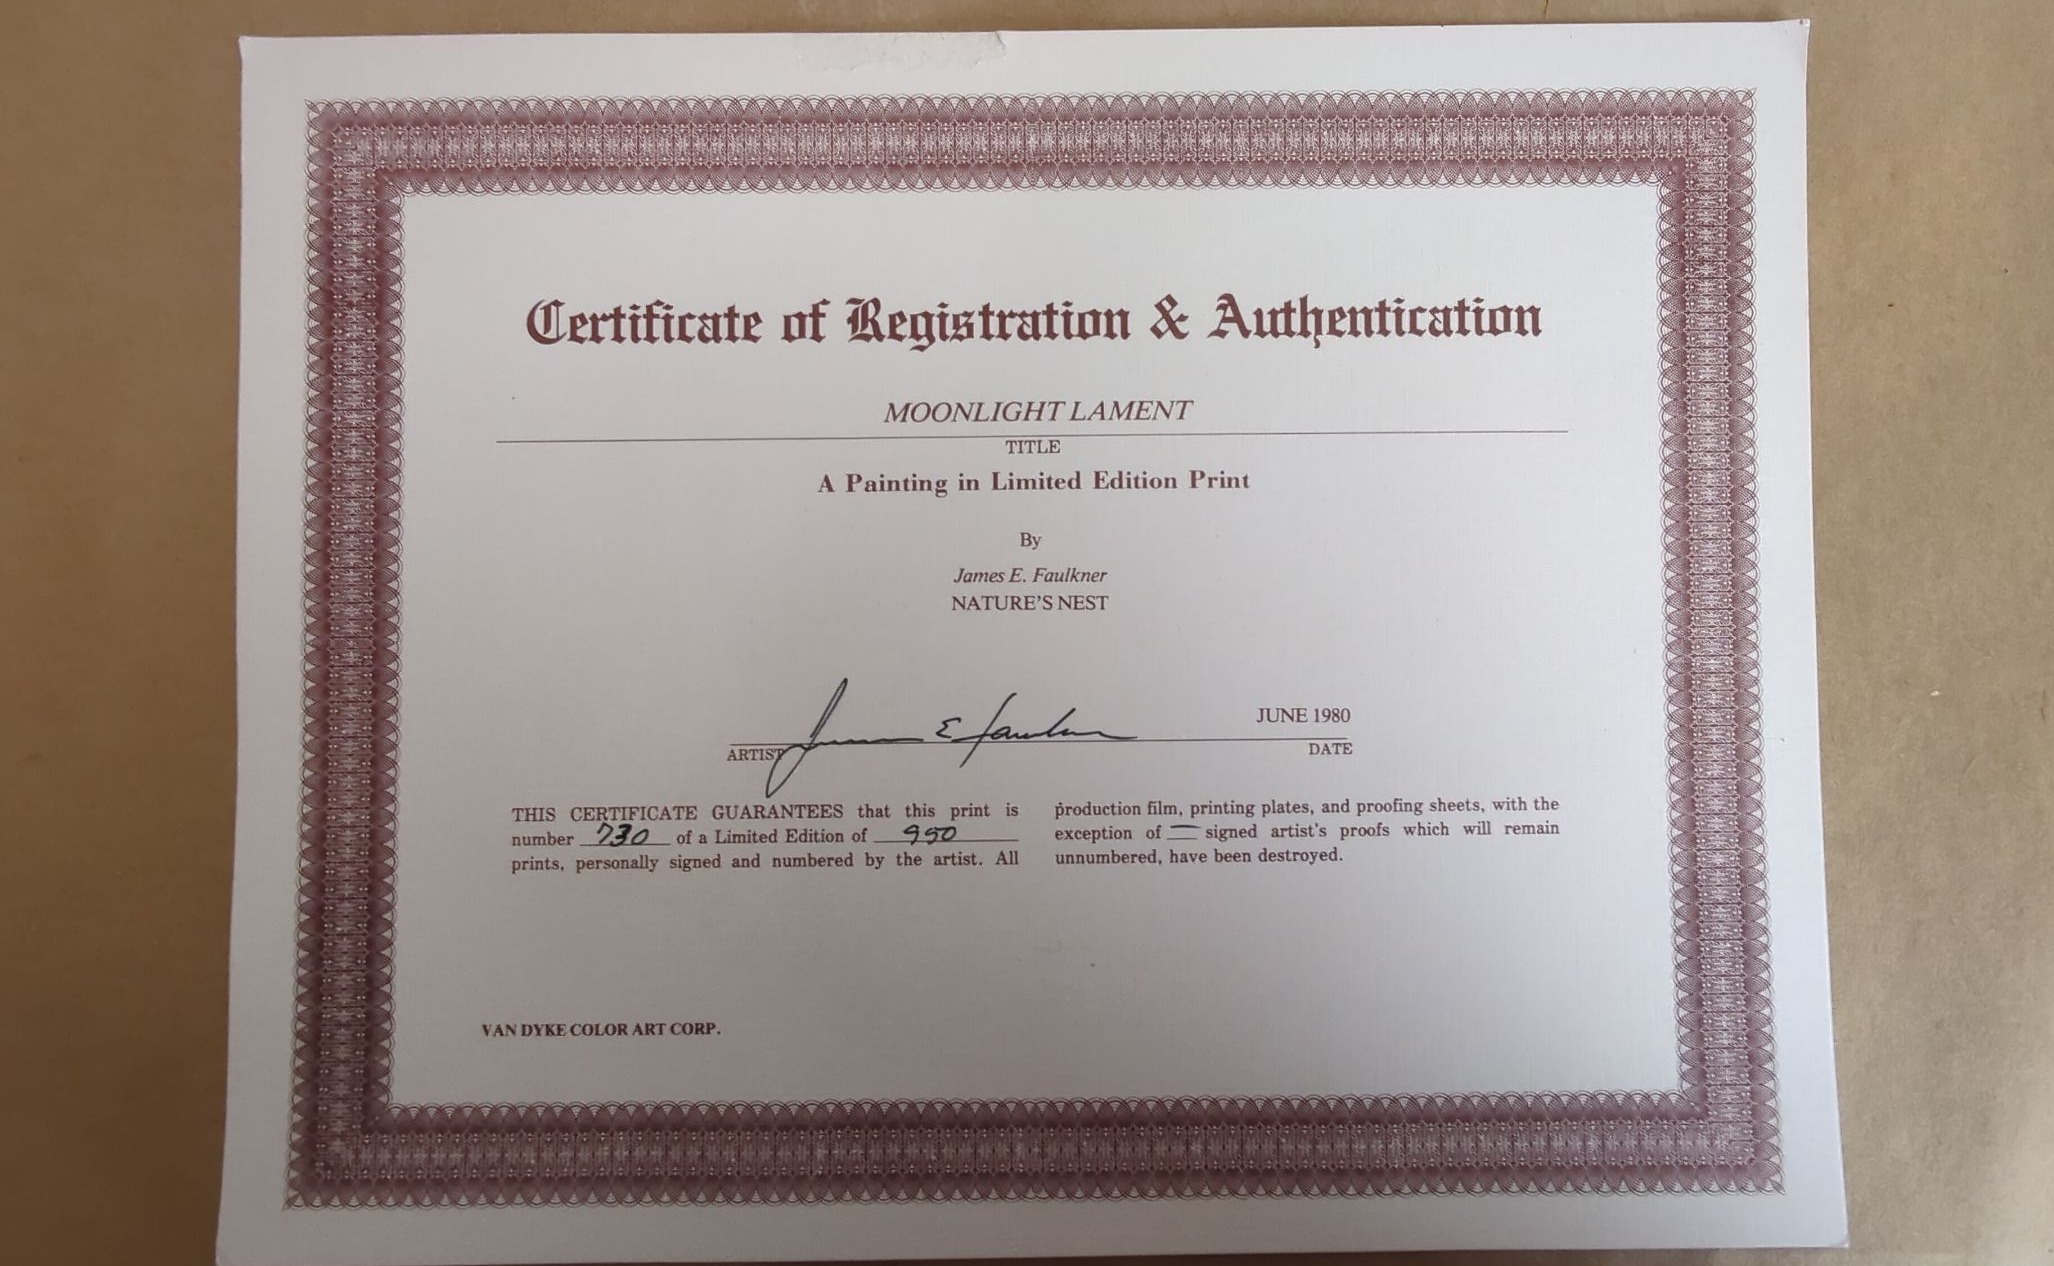 Certificate of Registration & Authentication
MOONLIGHT LAMENT
TITLE
A Painting in Limited Edition Print
By
James E. Faulkner
NATURE'S NEST
James E Faulkner
JUNE 1980
ARTIST
DATE
THIS CERTIFICATE GUARANTEES that this print is
number 730 of a Limited Edition of 950
prints, personally signed and numbered by the artist. All
production film, printing plates, and proofing sheets, with the
exception of — signed artist's proofs which will remain
unnumbered, have been destroyed.
VAN DYKE COLOR ART CORP.